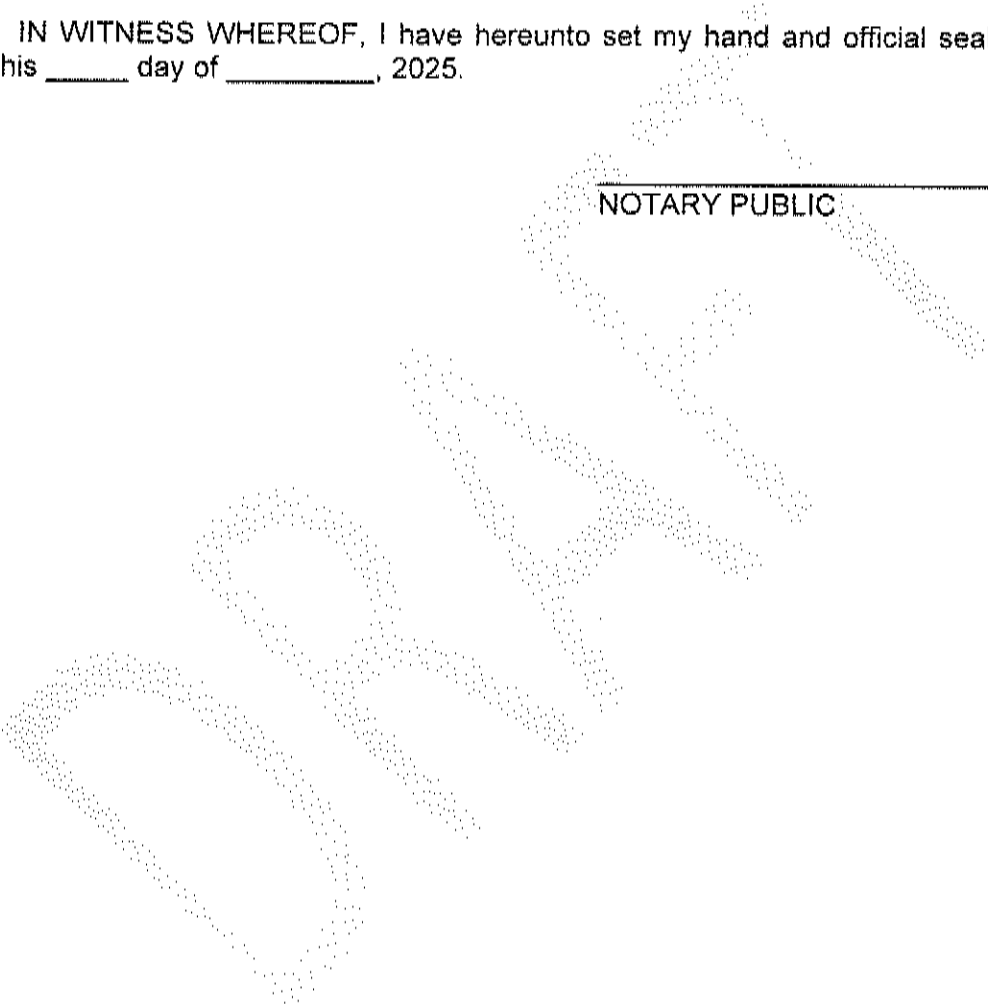 IN WITNESS WHEREOF, I have hereunto set my hand and official sea
his ______ day of ___________, 2025.
NOTARY PUBLIC
DRAFT